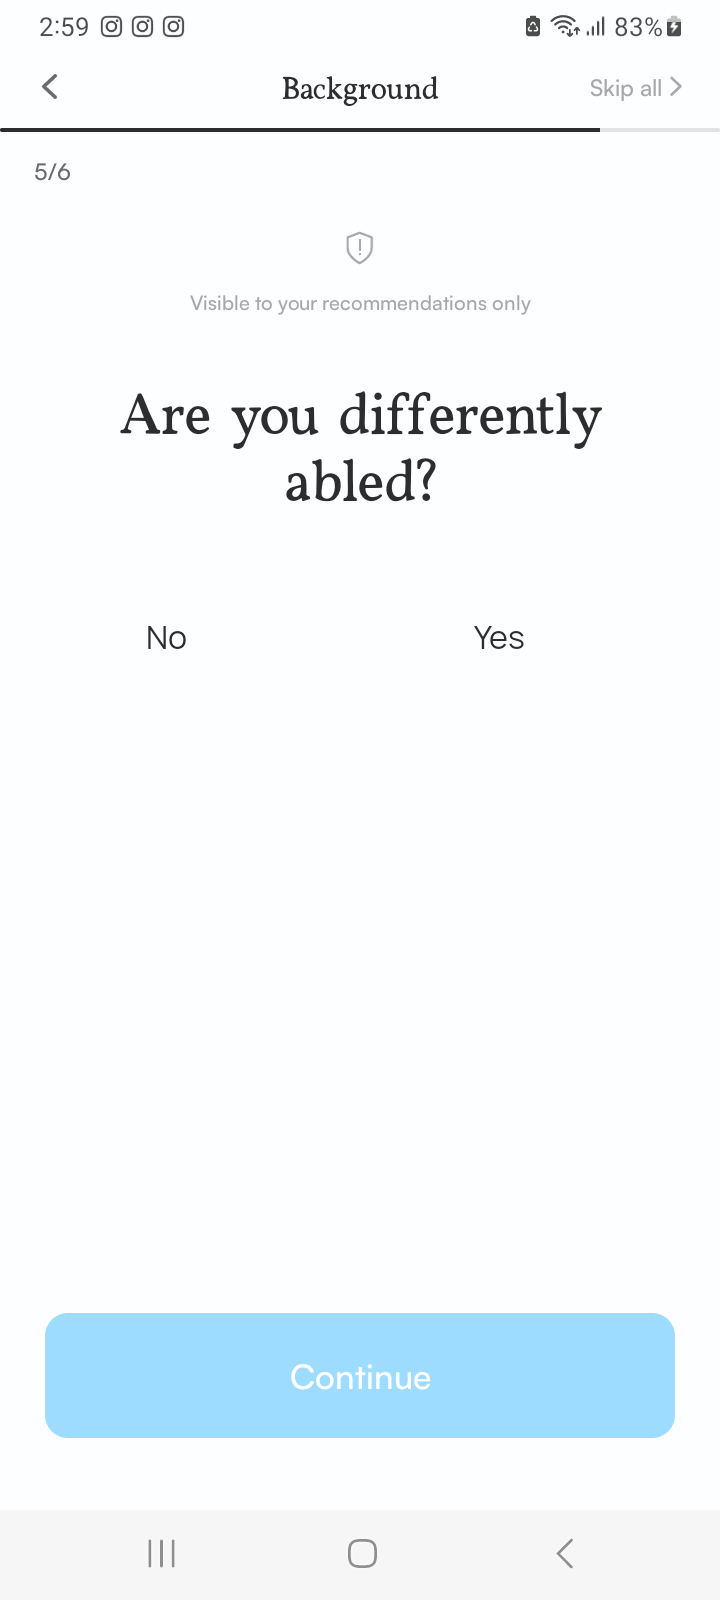 2:59 83%
Background Skip all
5/6
Visible to your recommendations only
Are you differently
abled?
No Yes
Continue